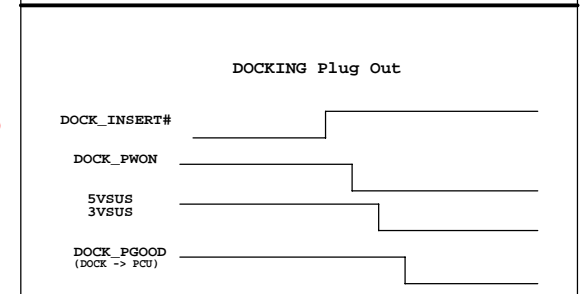 DOCKING Plug Out
DOCK_INSERT#
DOCK_PWON
5VSUS
3VSUS
DOCK_PGOOD
(DOCK -> PCU)